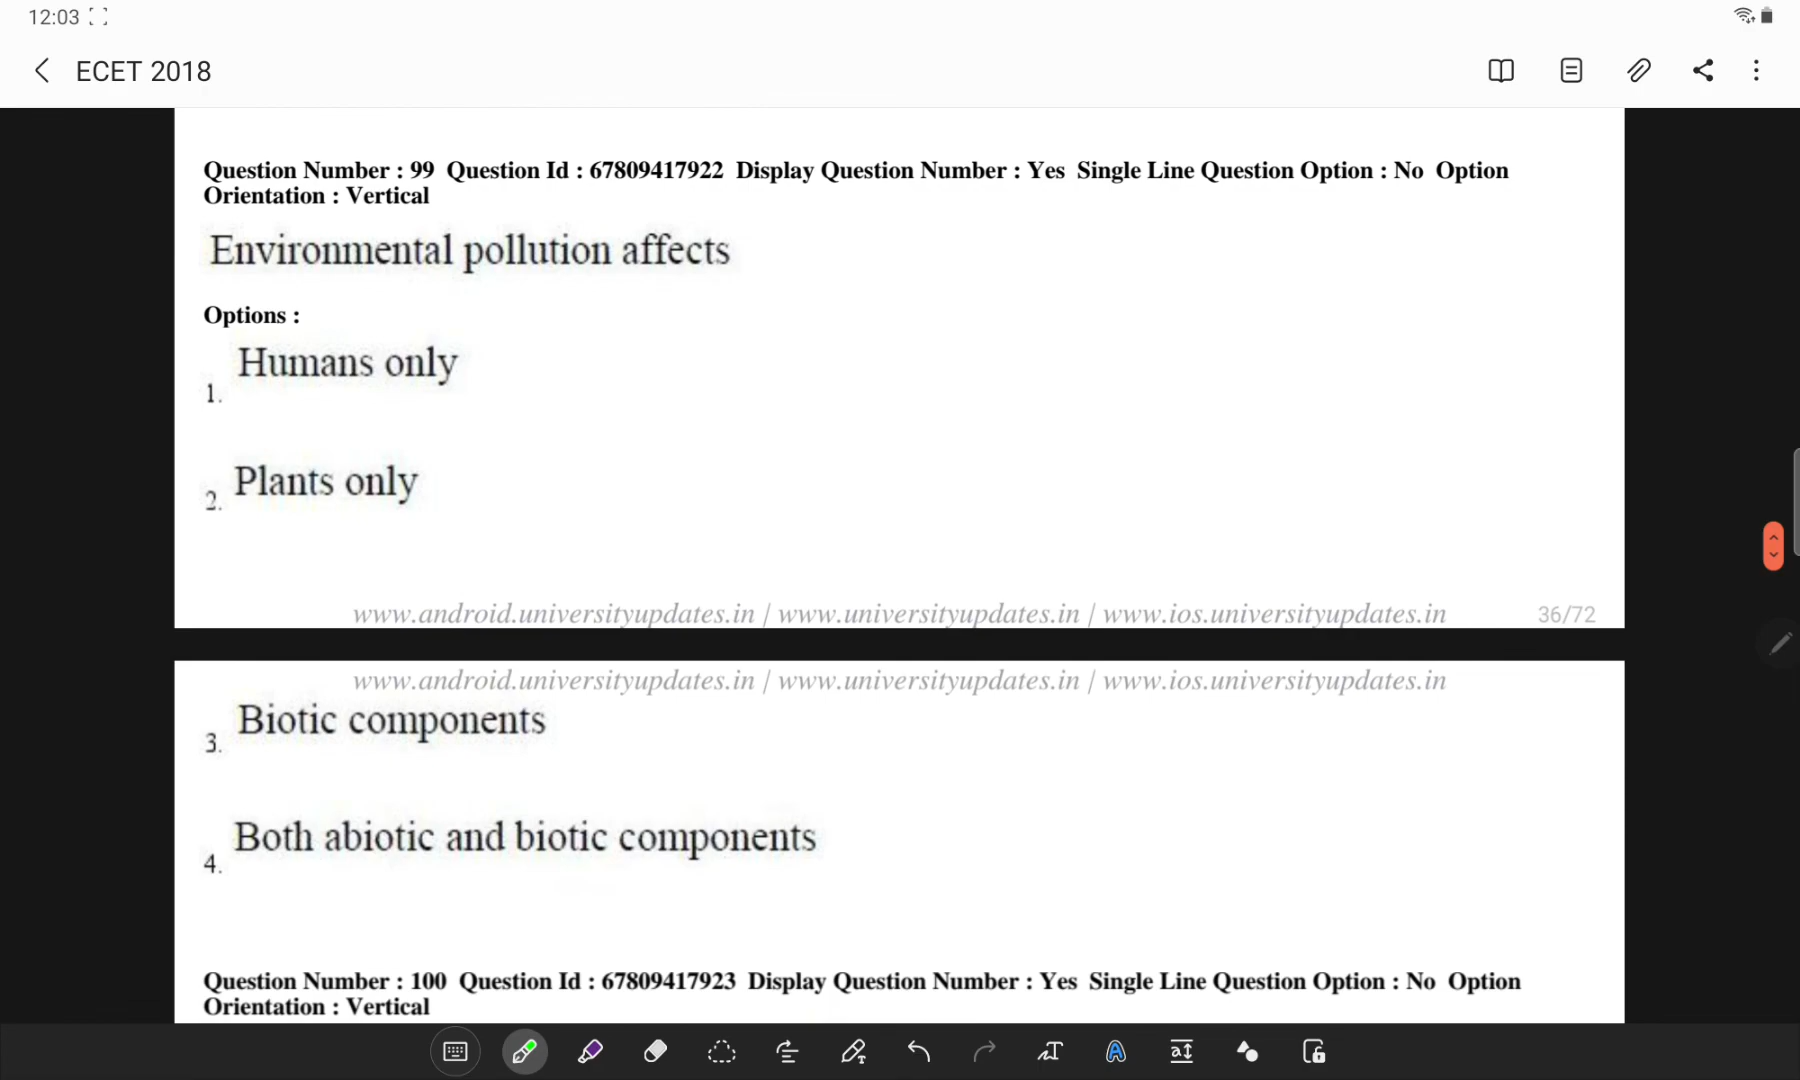 12:03
ECET 2018
Question Number : 99 Question Id : 67809417922 Display Question Number : Yes Single Line Question Option : No Option
Orientation : Vertical
Environmental pollution affects
Options :
1. Humans only
2. Plants only
www.android.universityupdates.in / www.universityupdates.in / www.ios.universityupdates.in
36/72
www.android.universityupdates.in / www.universityupdates.in / www.ios.universityupdates.in
3. Biotic components
4. Both abiotic and biotic components
Question Number : 100 Question Id : 67809417923 Display Question Number : Yes Single Line Question Option : No Option
Orientation : Vertical